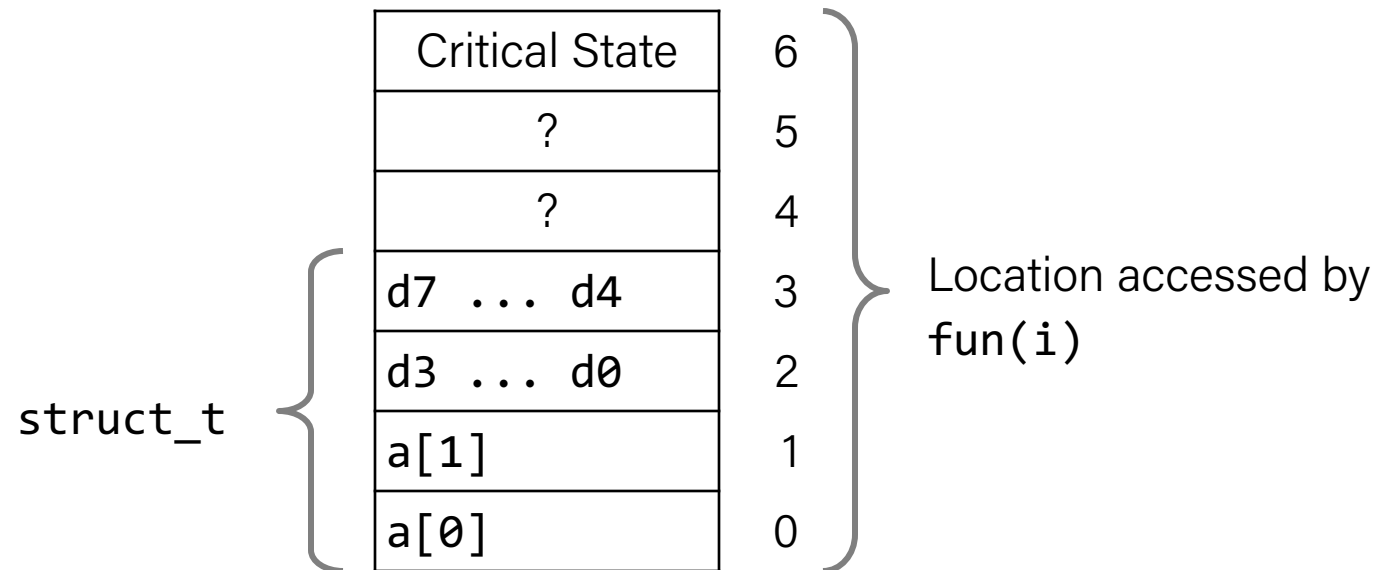 Critical State 6
? 5
? 4
d7 ... d4 3
d3 ... d0 2
a[1] 1
a[0] 0
struct_t
Location accessed by
fun(i)